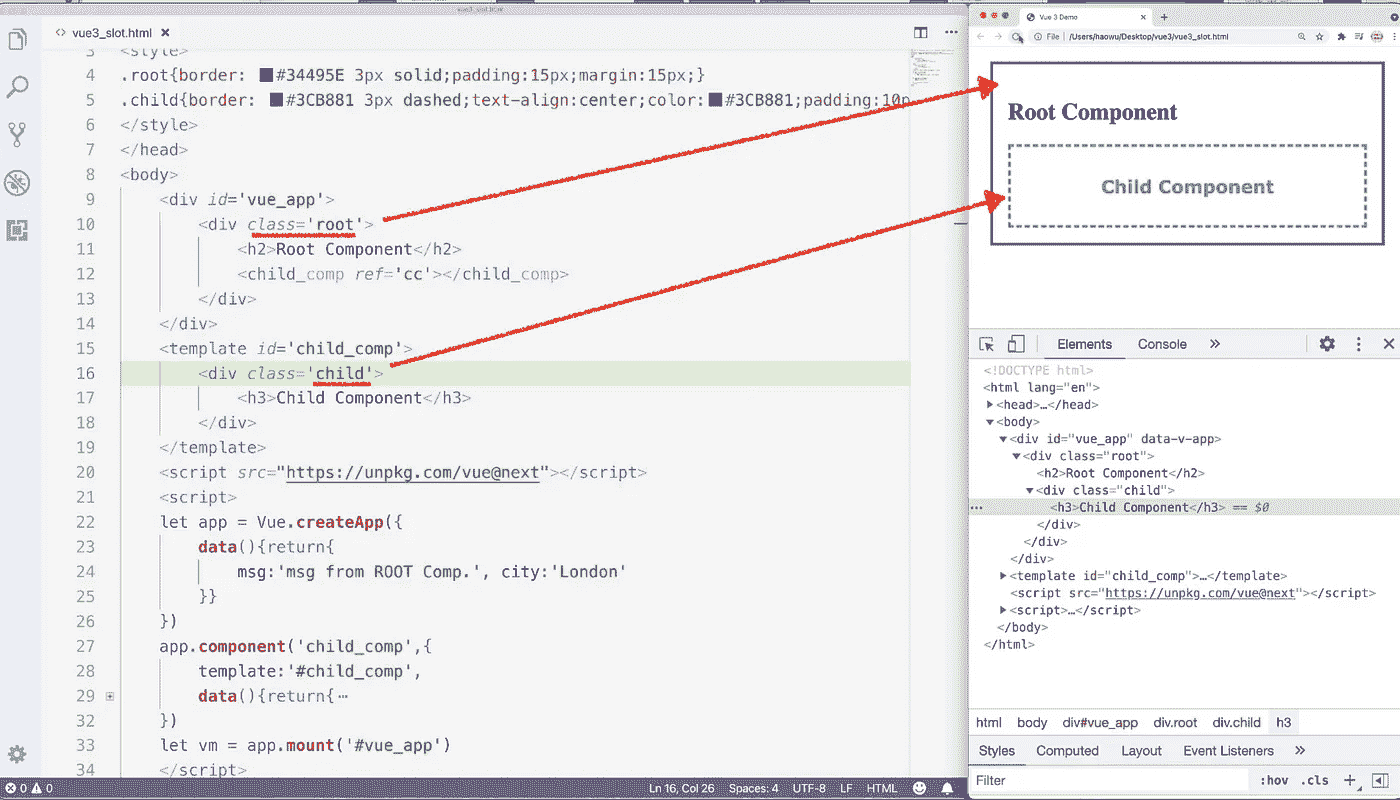 vue3_slot.html
3 <style>
4 .root{border: #34495E 3px solid;padding:15px;margin:15px;}
5 .child{border: #3CB881 3px dashed;text-align:center;color: #3CB881;padding:10p
6 </style>
7 </head>
8 <body>
9 <div id='vue_app'>
10 <div class='root'>
11 <h2>Root Component</h2>
12 <child_comp ref='cc'></child_comp>
13 </div>
14 </div>
15 <template id='child_comp'>
16 <div class='child'>
17 <h3>Child Component</h3>
18 </div>
19 </template>
20 <script src="https://unpkg.com/vue@next"></script>
21 <script>
22 let app = Vue.createApp({
23 data(){return{
24 msg:'msg from ROOT Comp.', city:'London'
25 }}
26 })
27 app.component('child_comp',{
28 template:'#child_comp',
29 data(){return{⋯
32 })
33 let vm = app.mount('#vue_app')
34 </script>
0 0 Ln 16, Col 26 Spaces: 4 UTF-8 LF HTML
Vue 3 Demo
File /Users/haowu/Desktop/vue3/vue3_slot.html
Root Component
Child Component
Elements Console »
<!DOCTYPE html>
<html lang="en">
<head>…</head>
<body>
<div id="vue_app" data-v-app>
<div class="root">
<h2>Root Component</h2>
<div class="child">
<h3>Child Component</h3> == $0
</div>
</div>
</div>
<template id="child_comp">…</template>
<script src="https://unpkg.com/vue@next"></script>
<script>…</script>
</body>
</html>
html body div#vue_app div.root div.child h3
Styles Computed Layout Event Listeners »
Filter :hov .cls +